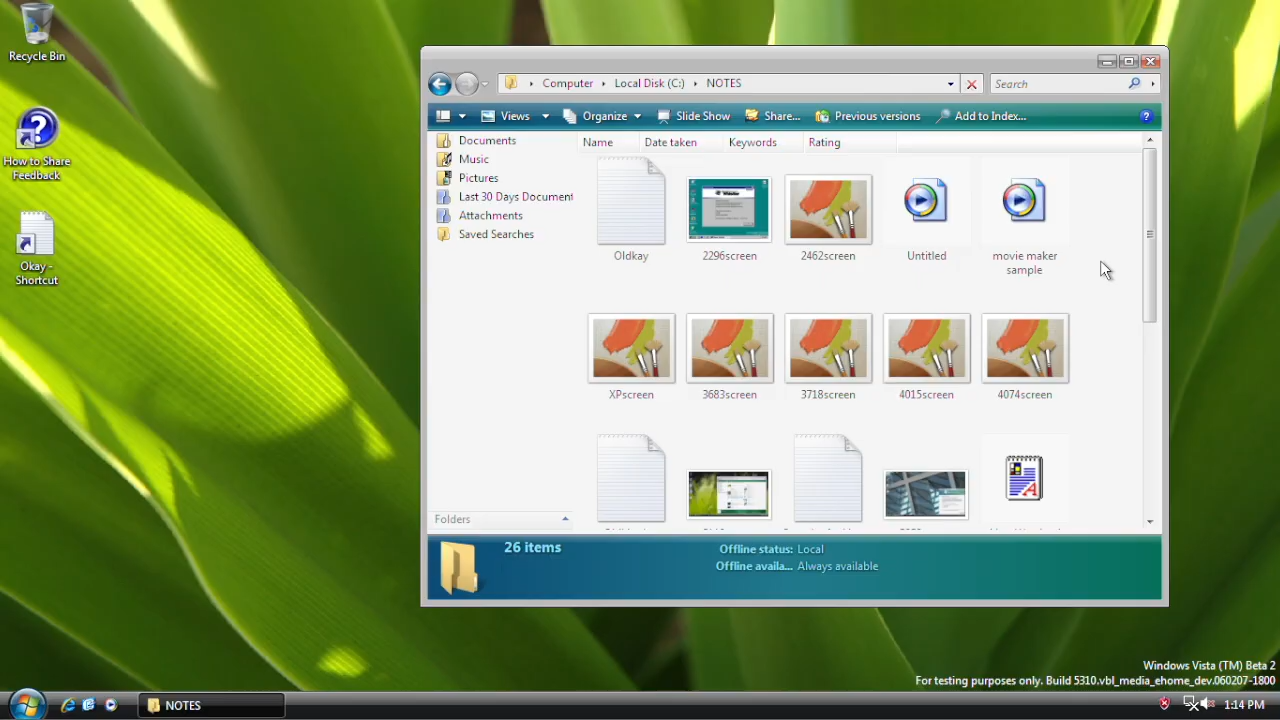 Recycle Bin
How to Share
Feedback
Okay -
Shortcut
Computer
Local Disk (C:)
NOTES
Search
Views
Organize
Slide Show
Share...
Previous versions
Add to Index...
Documents
Music
Pictures
Last 30 Days Document
Attachments
Saved Searches
Folders
Name
Date taken
Keywords
Rating
Oldkay
2296screen
2462screen
Untitled
movie maker
sample
XPscreen
3683screen
3718screen
4015screen
4074screen
26 items
Offline status: Local
Offline availa... Always available
Windows Vista (TM) Beta 2
For testing purposes only. Build 5310.vbl_media_ehome_dev.060207-1800
NOTES
1:14 PM